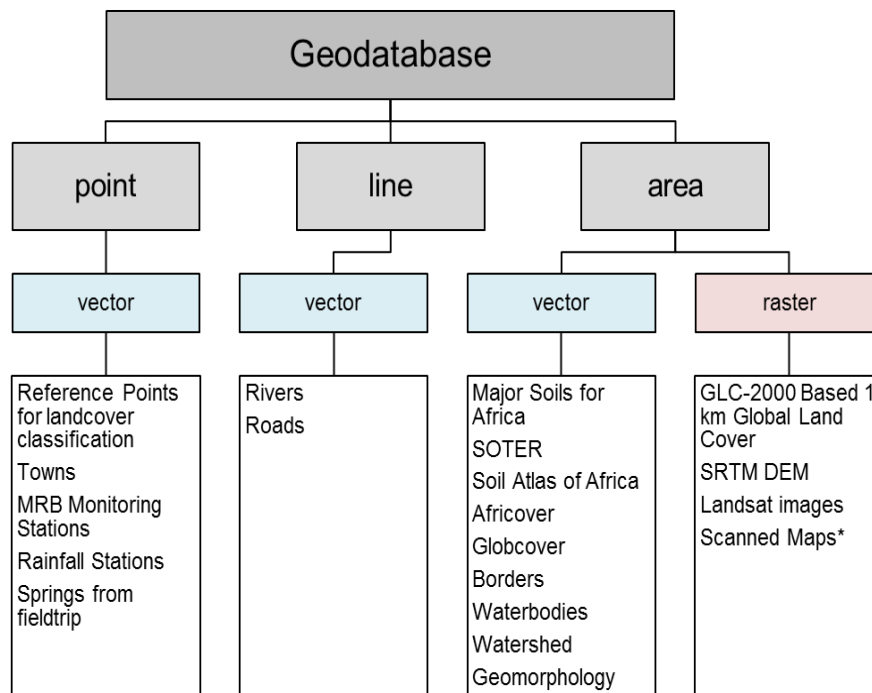 Geodatabase
point
line
area
vector
vector
vector
raster
Reference Points
for landcover
classification
Towns
MRB Monitoring
Stations
Rainfall Stations
Springs from
fieldtrip
Rivers
Roads
Major Soils for
Africa
SOTER
Soil Atlas of Africa
Africover
Globcover
Borders
Waterbodies
Watershed
Geomorphology
GLC-2000 Based 1
km Global Land
Cover
SRTM DEM
Landsat images
Scanned Maps*